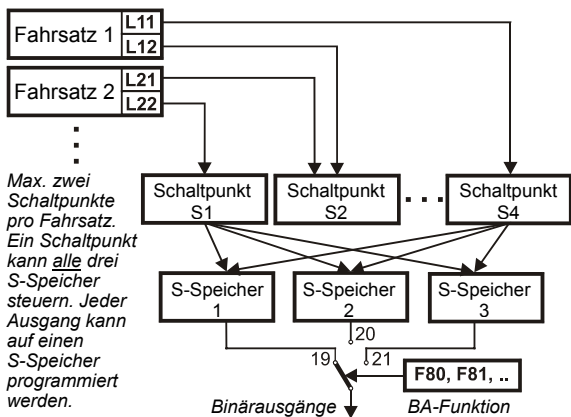 Fahrsatz 1
L11
L12
Fahrsatz 2
L21
L22
Max. zwei
Schaltpunkte
pro Fahrsatz.
Ein Schaltpunkt
kann alle drei
S-Speicher
steuern. Jeder
Ausgang kann
auf einen
S-Speicher
programmiert
werden.
Schaltpunkt
S1
Schaltpunkt
S2
Schaltpunkt
S4
S-Speicher
1
S-Speicher
2
S-Speicher
3
20
19
21
F80, F81, ..
Binärausgänge
BA-Funktion